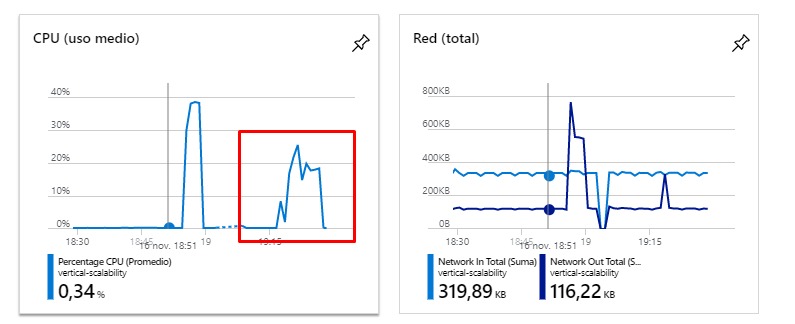 CPU (uso medio)
40%
30%
20%
10%
0%
18:30
18:45
16 nov. 18:51
19
19:15
Percentage CPU (Promedio)
vertical-scalability
0,34 %
Red (total)
800KB
600KB
400KB
200KB
0B
18:30
18:45
16 nov. 18:51
19
19:15
Network In Total (Suma)
vertical-scalability
319,89 KB
Network Out Total (S...
vertical-scalability
116,22 KB